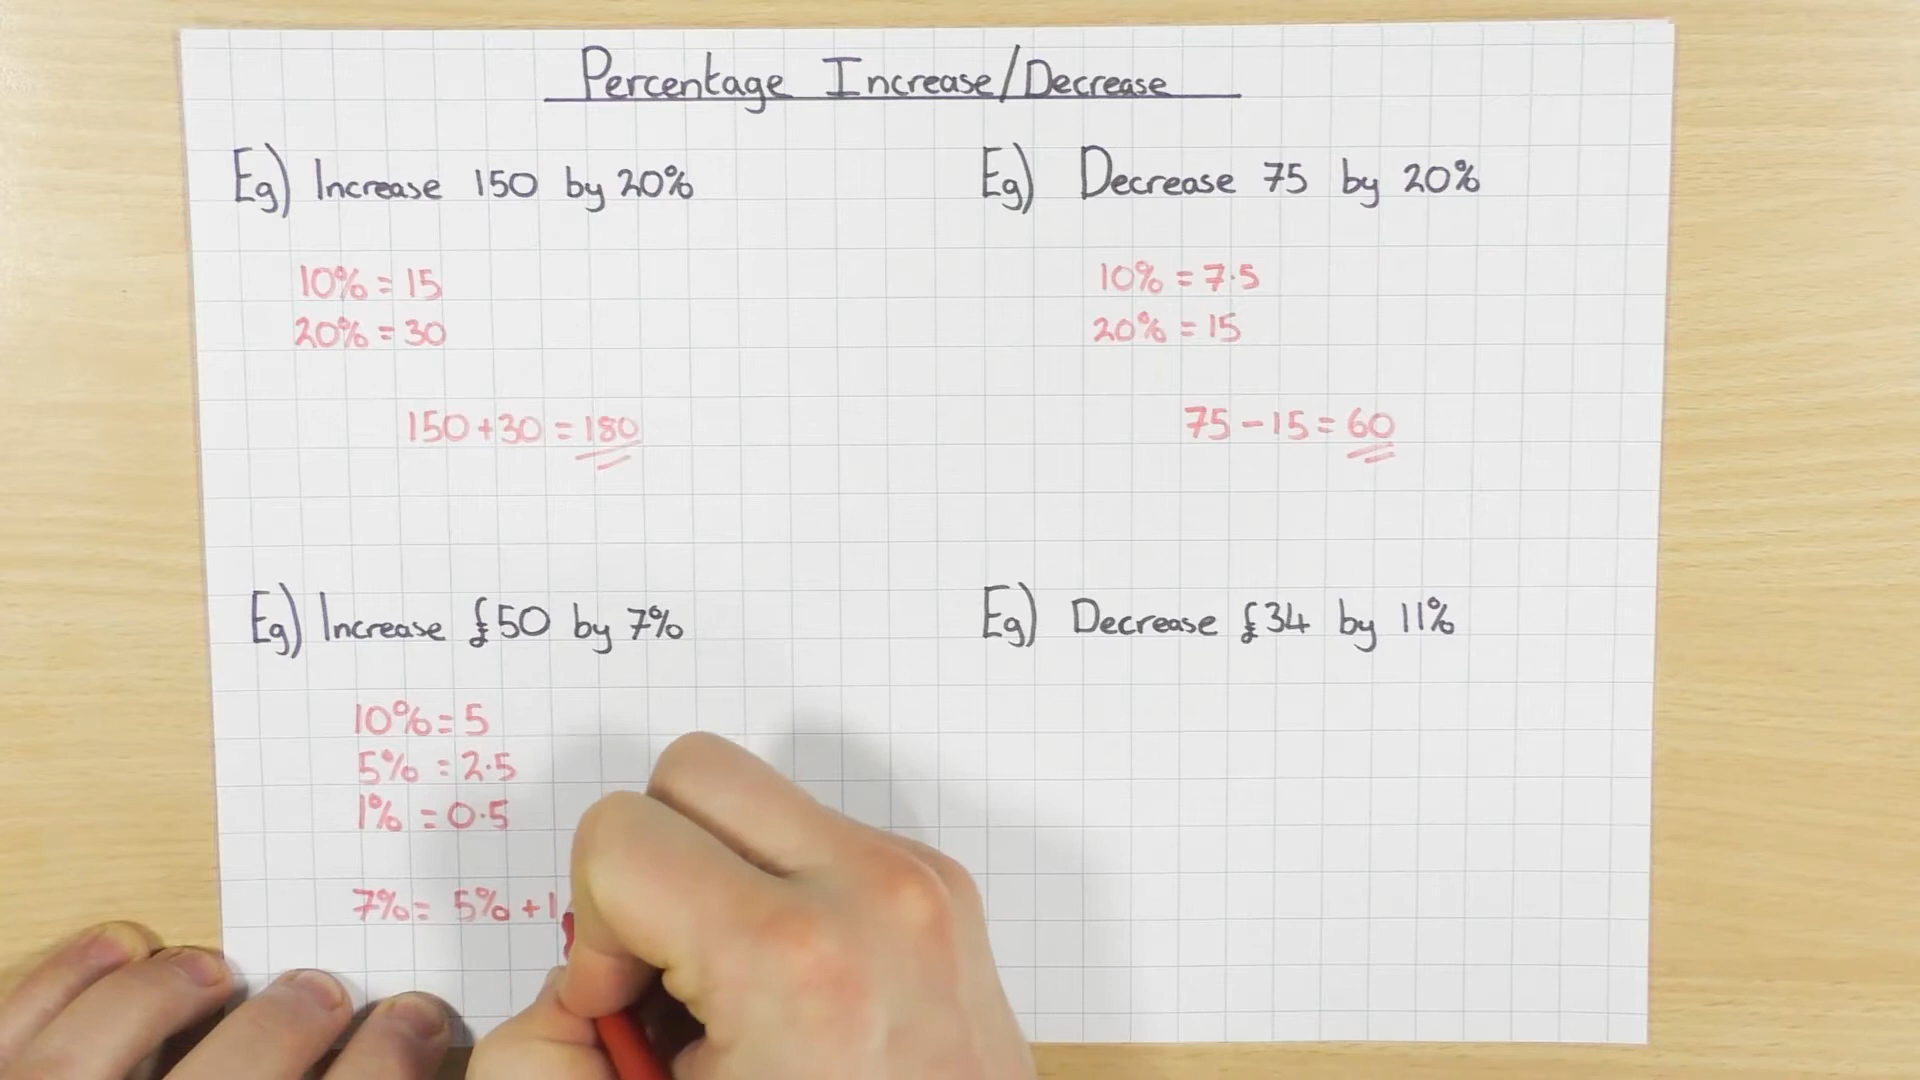 Percentage Increase/Decrease
Eg) Increase 150 by 20%
10% = 15
20% = 30
150 + 30 = 180
Eg) Decrease 75 by 20%
10% = 7.5
20% = 15
75 - 15 = 60
Eg) Increase £50 by 7%
10% = 5
5% = 2.5
1% = 0.5
7% = 5% + 1
Eg) Decrease £34 by 11%